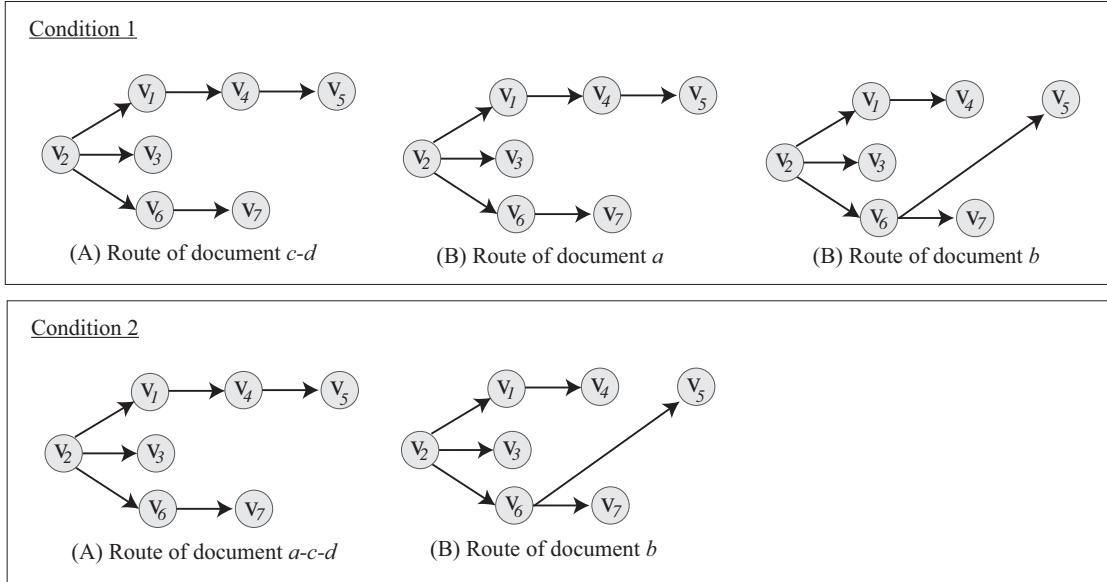 Condition 1
V1 V4 V5
V2 V3
V6 V7
(A) Route of document c-d
V1 V4 V5
V2 V3
V6 V7
(B) Route of document a
V1 V4 V5
V2 V3
V6 V7
(B) Route of document b
Condition 2
V1 V4 V5
V2 V3
V6 V7
(A) Route of document a-c-d
V1 V4 V5
V2 V3
V6 V7
(B) Route of document b